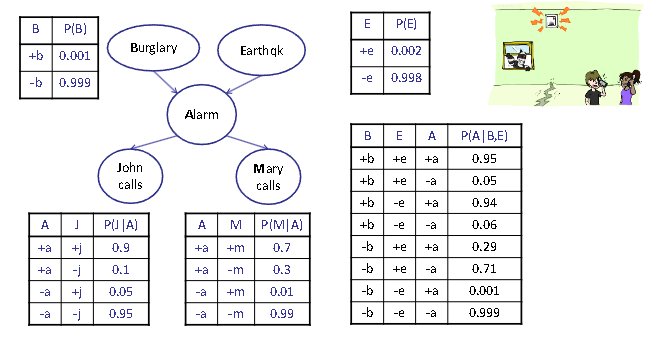 B P(B)
+b 0.001
-b 0.999
Burglary
Earthqk
E P(E)
+e 0.002
-e 0.998
Alarm
John
calls
Mary
calls
A J P(J|A)
+a +j 0.9
+a -j 0.1
-a +j 0.05
-a -j 0.95
A M P(M|A)
+a +m 0.7
+a -m 0.3
-a +m 0.01
-a -m 0.99
B E A P(A|B,E)
+b +e +a 0.95
+b +e -a 0.05
+b -e +a 0.94
+b -e -a 0.06
-b +e +a 0.29
-b +e -a 0.71
-b -e +a 0.001
-b -e -a 0.999